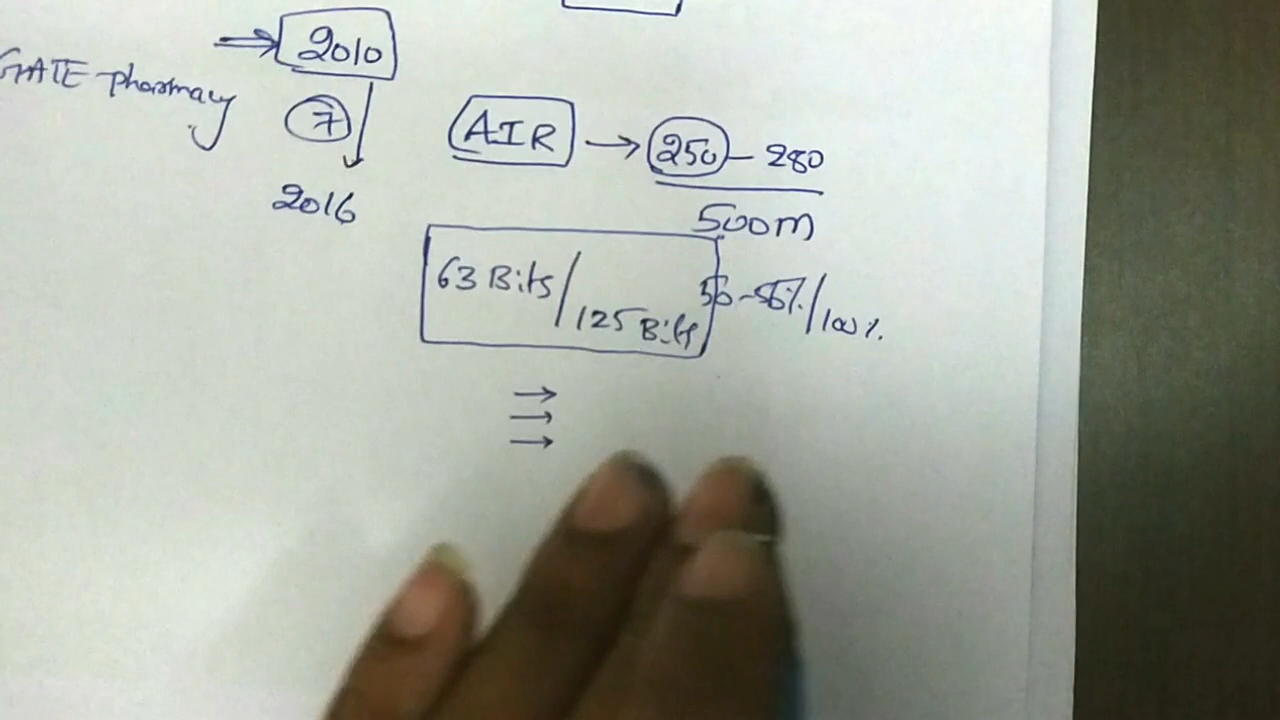 ⇒ 2010
GATE-pharmacy
7
2016
AIR → 250 - 280
500m
63 Bits/125 Bits
50-56%/100%.
→
→
→